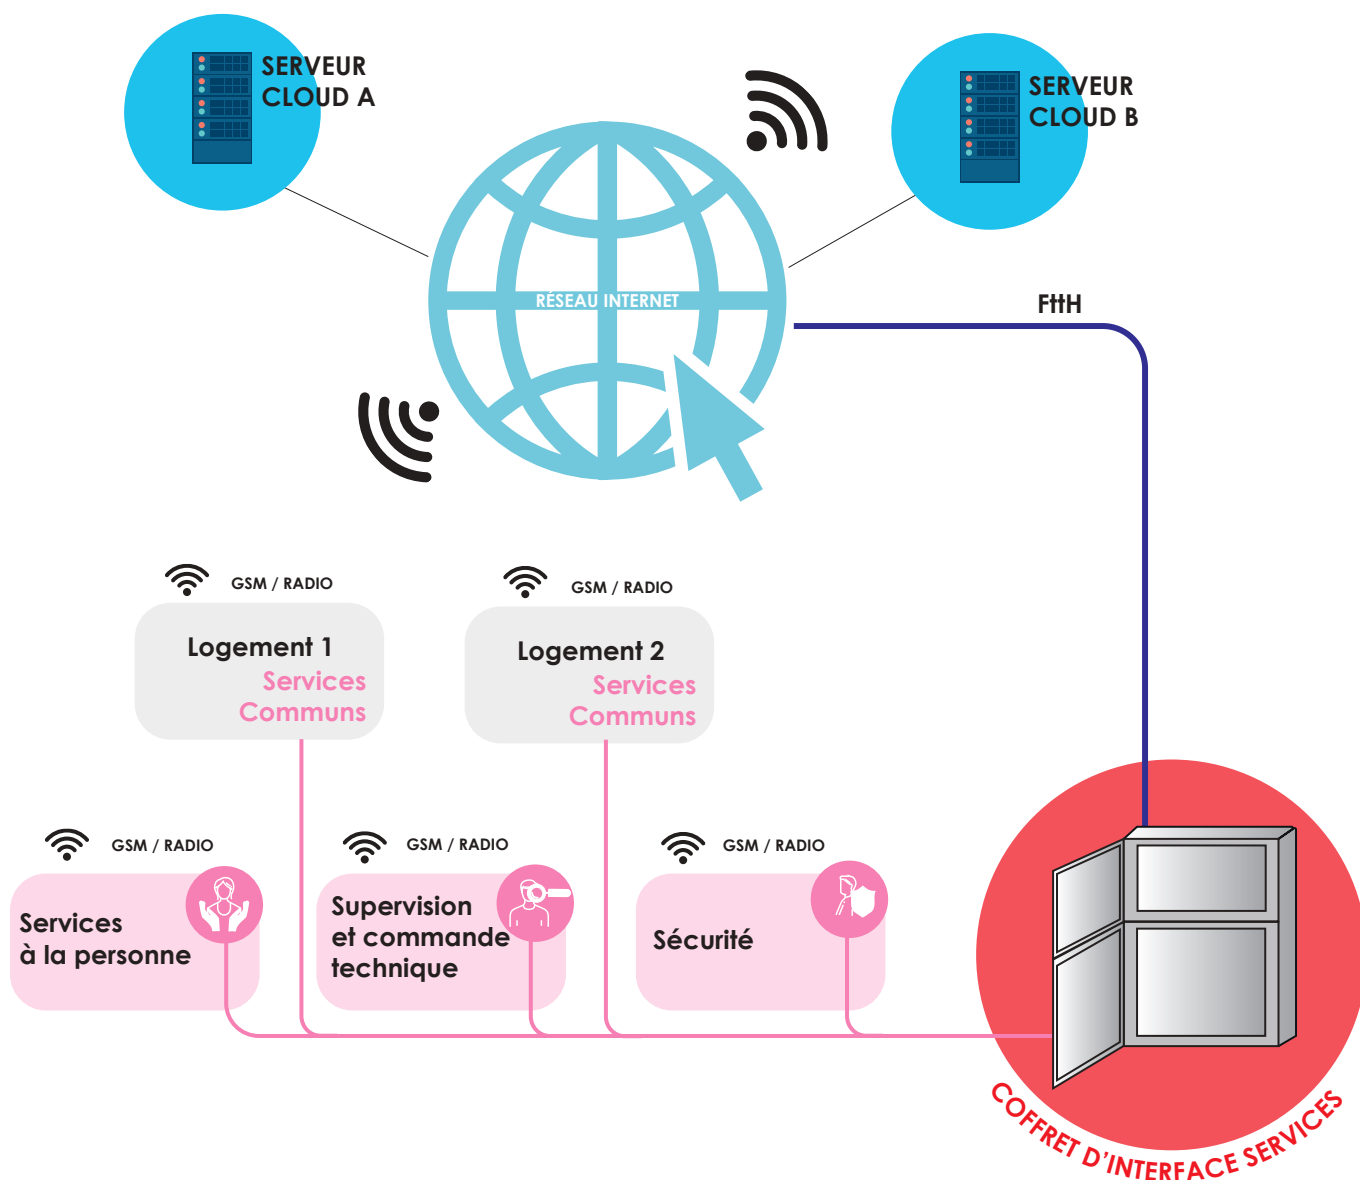 SERVEUR
CLOUD A
SERVEUR
CLOUD B
RÉSEAU INTERNET
FttH
GSM / RADIO
Logement 1
Services
Communs
GSM / RADIO
Logement 2
Services
Communs
GSM / RADIO
Services
à la personne
GSM / RADIO
Supervision
et commande
technique
GSM / RADIO
Sécurité
COFFRET D'INTERFACE SERVICES